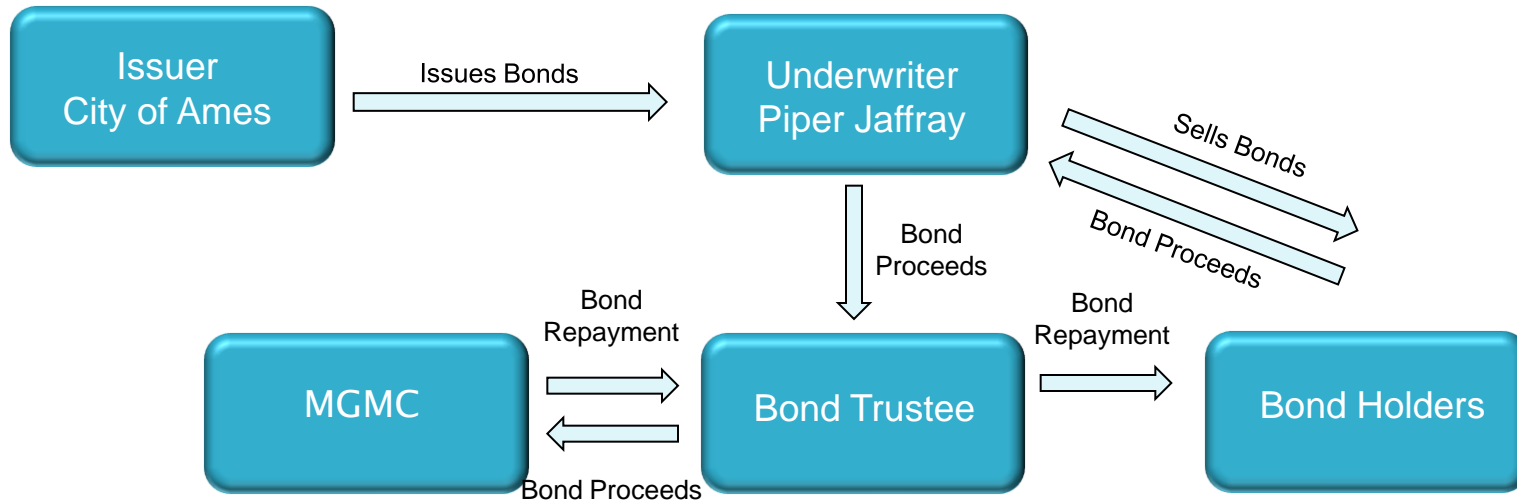 Issuer
City of Ames
Issues Bonds
Underwriter
Piper Jaffray
Sells Bonds
Bond Proceeds
Bond
Proceeds
Bond
Repayment
Bond
Repayment
MGMC
Bond Trustee
Bond Holders
Bond Proceeds